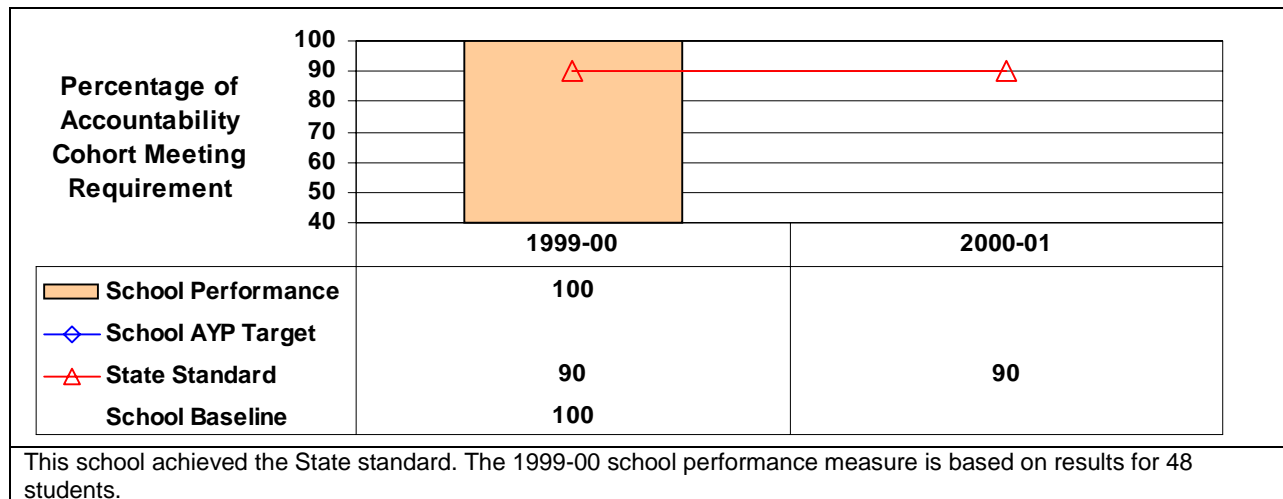 Percentage of
Accountability
Cohort Meeting
Requirement
100
90
80
70
60
50
40
1999-00 2000-01
School Performance 100
School AYP Target
State Standard 90 90
School Baseline 100
This school achieved the State standard. The 1999-00 school performance measure is based on results for 48
students.